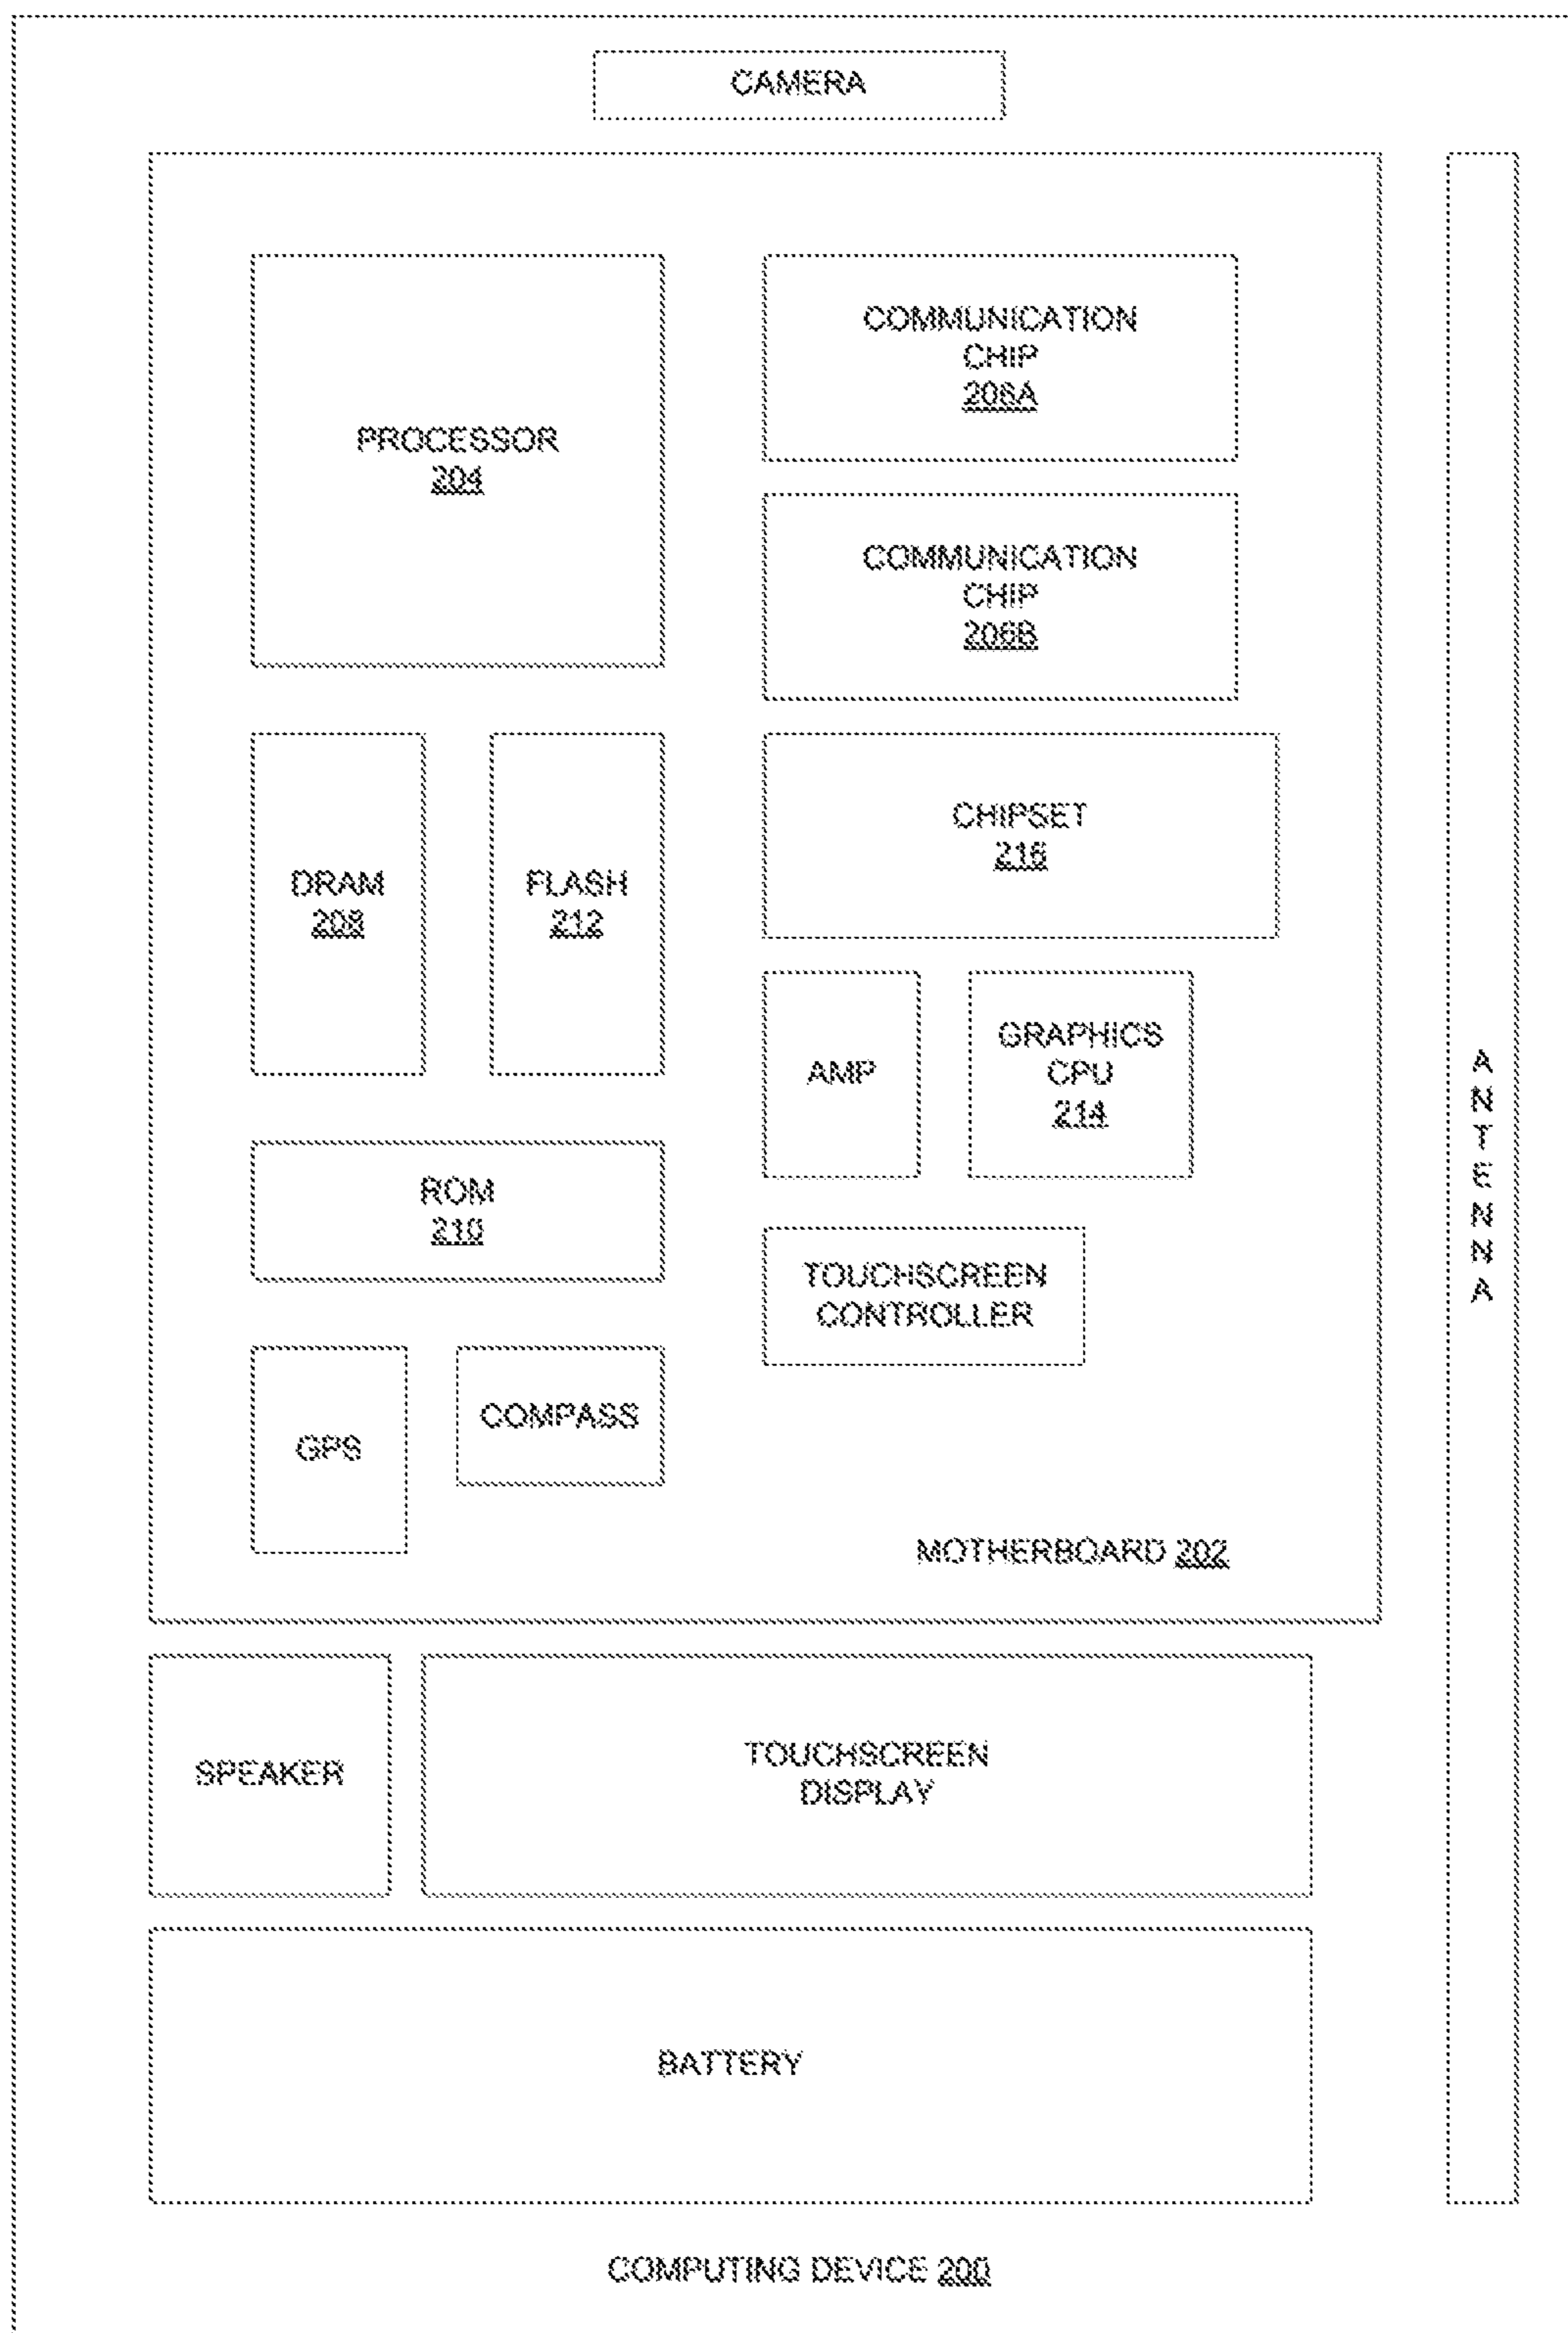 CAMERA
PROCESSOR
204
COMMUNICATION
CHIP
206A
COMMUNICATION
CHIP
206B
DRAM
208
FLASH
212
CHIPSET
216
AMP
GRAPHICS
CPU
214
ROM
210
TOUCHSCREEN
CONTROLLER
GPS
COMPASS
MOTHERBOARD 202
ANTENNA
SPEAKER
TOUCHSCREEN
DISPLAY
BATTERY
COMPUTING DEVICE 200